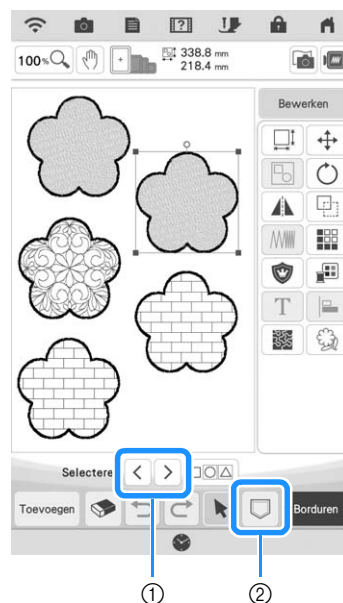 100%
338.8 mm
218.4 mm
Bewerken
T
Selectere
Toevoegen
Borduren
① ②